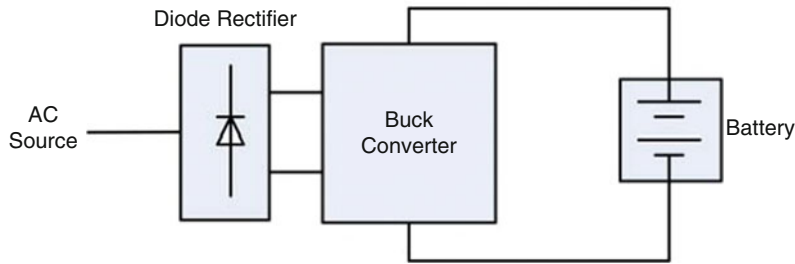 Diode Rectifier
AC
Source
Buck
Converter
Battery